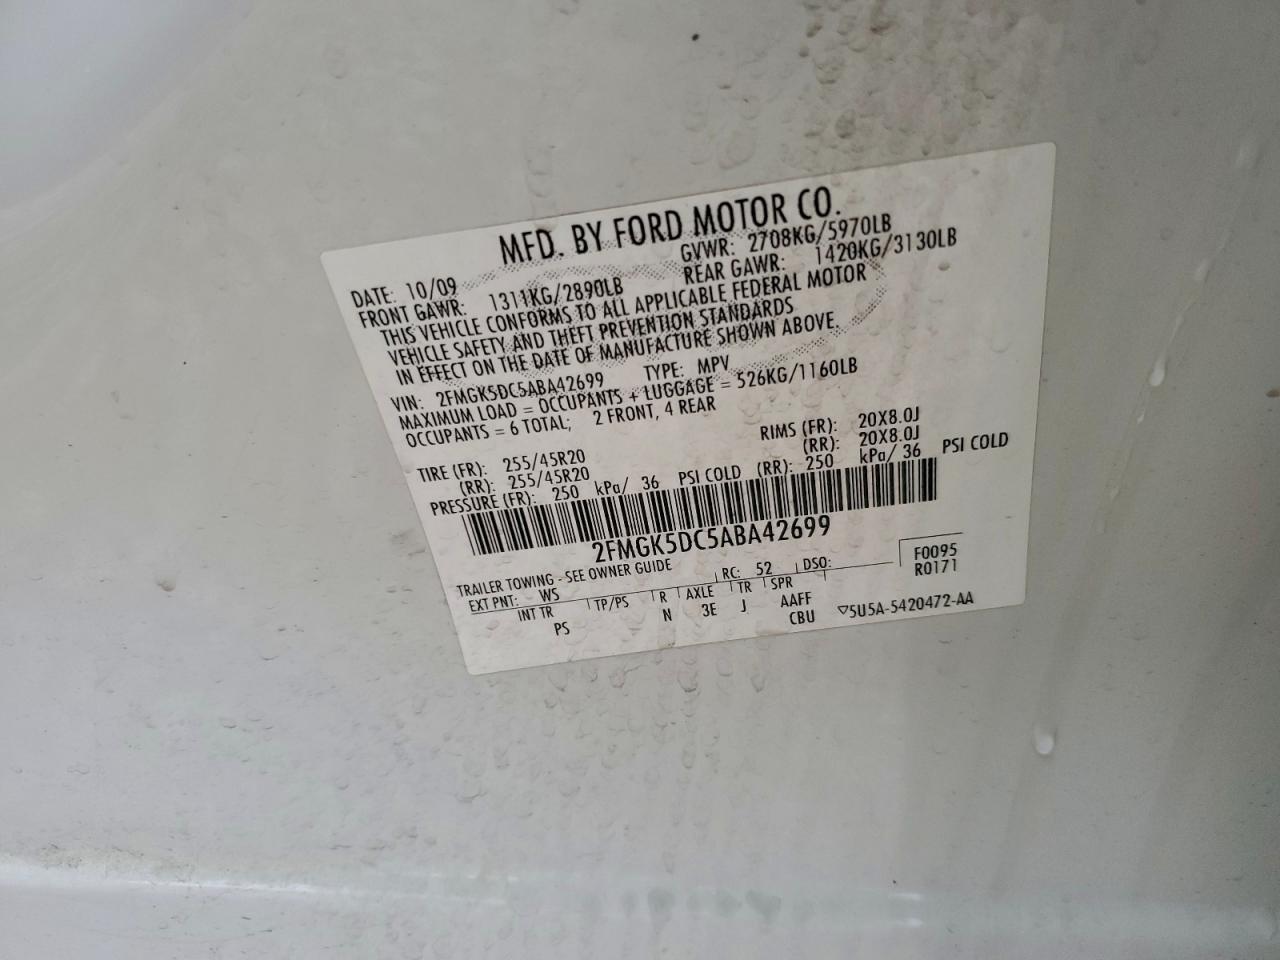 MFD. BY FORD MOTOR CO.
DATE: 10/09 GVWR: 2708KG/5970LB
FRONT GAWR: 1311KG/2890LB REAR GAWR: 1420KG/3130LB
THIS VEHICLE CONFORMS TO ALL APPLICABLE FEDERAL MOTOR
VEHICLE SAFETY AND THEFT PREVENTION STANDARDS
IN EFFECT ON THE DATE OF MANUFACTURE SHOWN ABOVE.
VIN: 2FMGK5DC5ABA42699 TYPE: MPV
MAXIMUM LOAD = OCCUPANTS + LUGGAGE = 526KG/1160LB
OCCUPANTS = 6 TOTAL; 2 FRONT, 4 REAR
TIRE (FR): 255/45R20 RIMS (FR): 20X8.0J
(RR): 255/45R20 (RR): 20X8.0J
PRESSURE (FR): 250 kPa/ 36 PSI COLD (RR): 250 kPa/ 36 PSI COLD
2FMGK5DC5ABA42699
TRAILER TOWING - SEE OWNER GUIDE
F0095
EXT PNT: WS RC: 52 DSO: R0171
INT TR TP/PS R AXLE TR SPR
PS N 3E J AAFF
CBU ▽5U5A-5420472-AA